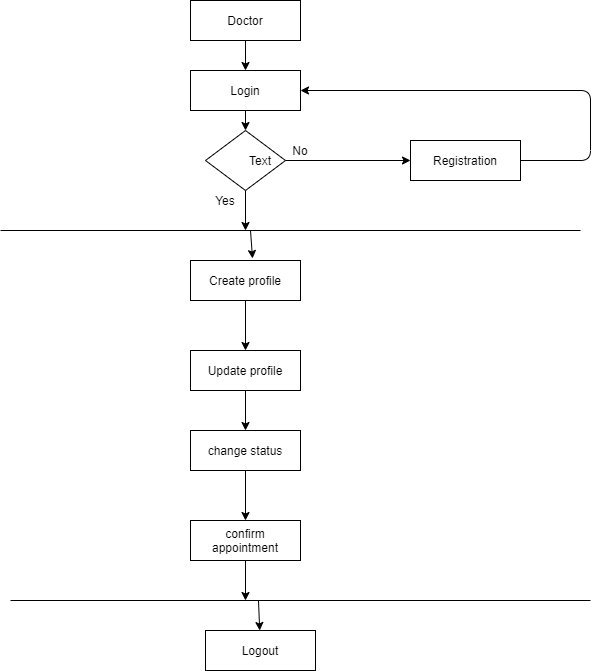 Doctor
Login
Text
No
Registration
Yes
Create profile
Update profile
change status
confirm
appointment
Logout